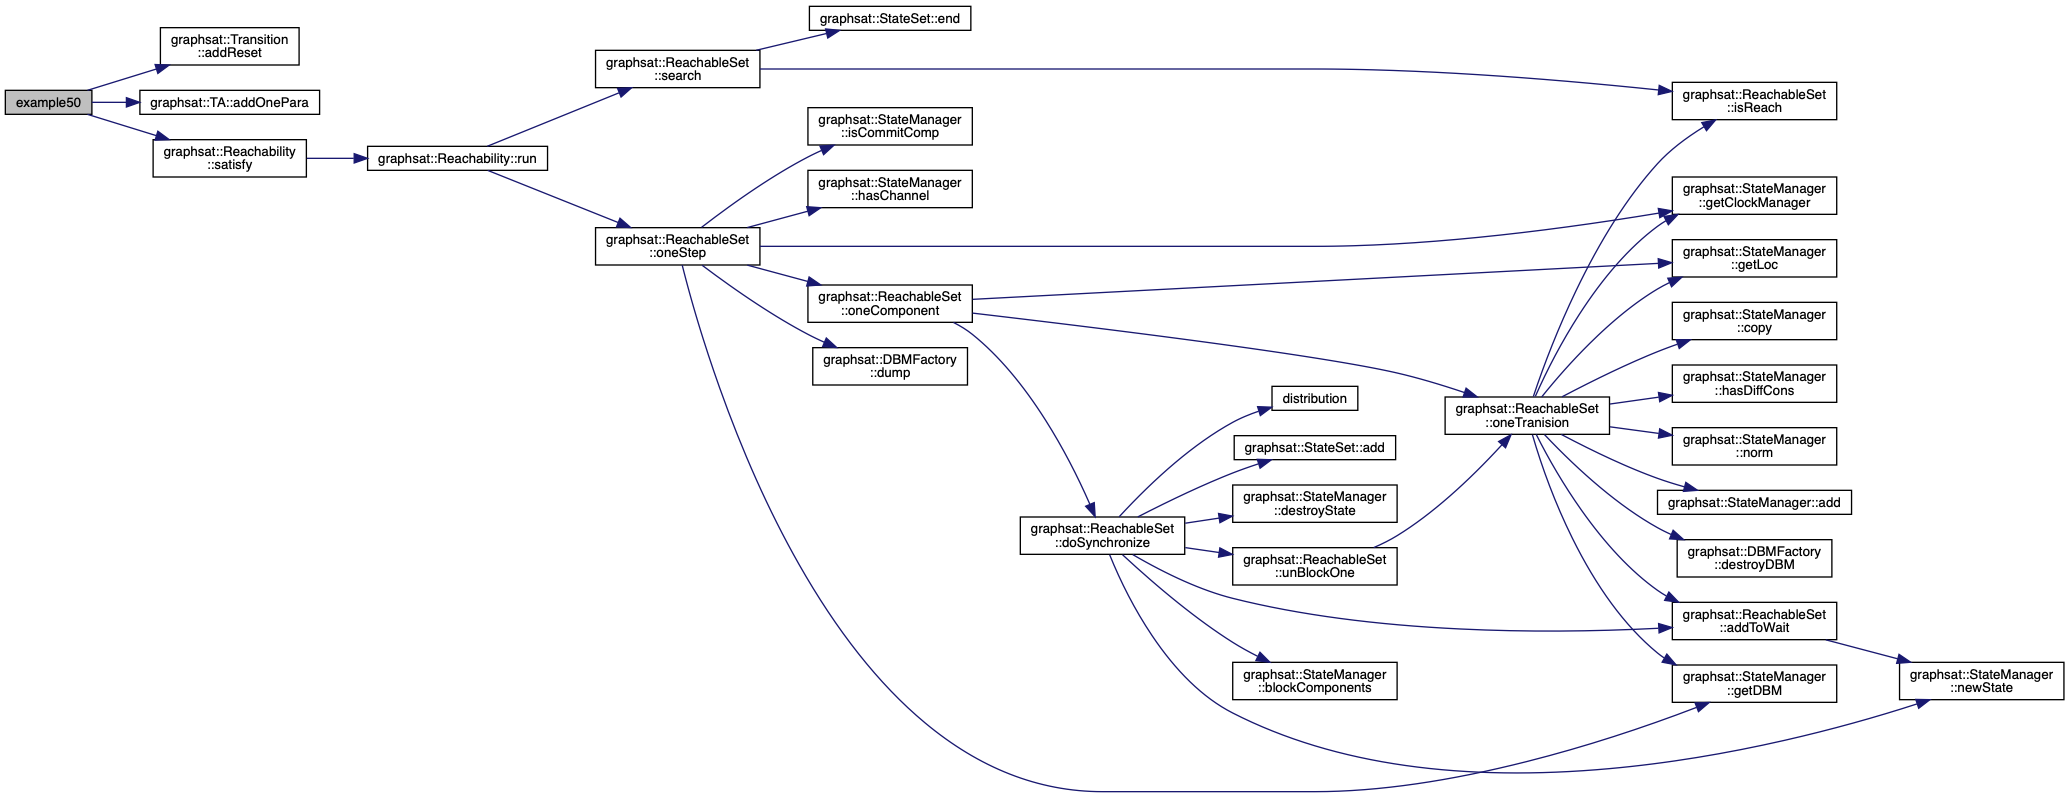 example50
graphsat::Transition
::addReset
graphsat::TA::addOnePara
graphsat::Reachability
::satisfy
graphsat::Reachability::run
graphsat::ReachableSet
::search
graphsat::ReachableSet
::oneStep
graphsat::StateSet::end
graphsat::StateManager
::isCommitComp
graphsat::StateManager
::hasChannel
graphsat::ReachableSet
::oneComponent
graphsat::DBMFactory
::dump
graphsat::ReachableSet
::doSynchronize
distribution
graphsat::StateSet::add
graphsat::StateManager
::destroyState
graphsat::ReachableSet
::unBlockOne
graphsat::StateManager
::blockComponents
graphsat::ReachableSet
::oneTranision
graphsat::ReachableSet
::isReach
graphsat::StateManager
::getClockManager
graphsat::StateManager
::getLoc
graphsat::StateManager
::copy
graphsat::StateManager
::hasDiffCons
graphsat::StateManager
::norm
graphsat::StateManager::add
graphsat::DBMFactory
::destroyDBM
graphsat::ReachableSet
::addToWait
graphsat::StateManager
::getDBM
graphsat::StateManager
::newState